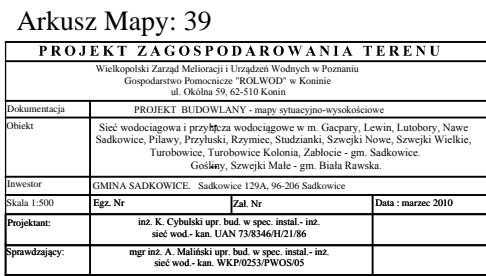 Arkusz Mapy: 39
PROJEKT ZAGOSPODAROWANIA TERENU
Wielkopolski Zarząd Melioracji i Urządzeń Wodnych w Poznaniu
Gospodarstwo Pomocnicze "ROLWOD" w Koninie
ul. Okólna 59, 62-510 Konin
Dokumentacja PROJEKT BUDOWLANY - mapy sytuacyjno-wysokościowe
Obiekt Sieć wodociagowa i przyłącza wodociągowe w m. Gacpary, Lewin, Lutobory, Nawe
Sadkowice, Pilawy, Przyłuski, Rzymiec, Studzianki, Szwejki Nowe, Szwejki Wielkie,
Turobowice, Turobowice Kolonia, Zabłocie - gm. Sadkowice.
Gośliny, Szwejki Małe - gm. Biała Rawska.
Inwestor GMINA SADKOWICE. Sadkowice 129A, 96-206 Sadkowice
Skala 1:500 Egz. Nr Zał. Nr Data : marzec 2010
Projektant: inż. K. Cybulski upr. bud. w spec. instal.- inż.
sieć wod.- kan. UAN 73/8346/H/21/86
Sprawdzający: mgr inż. A. Maliński upr. bud. w spec. instal.- inż.
sieć wod.- kan. WKP/0253/PWOS/05